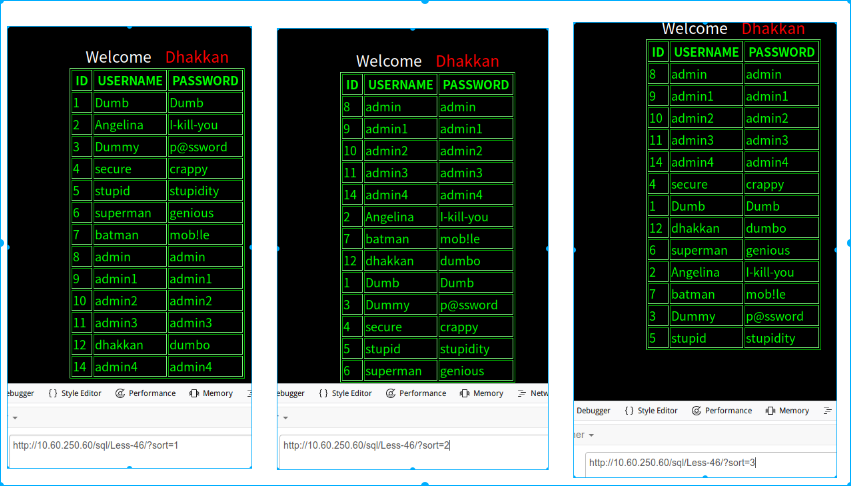 Welcome Dhakkan
ID USERNAME PASSWORD
1 Dumb Dumb
2 Angelina I-kill-you
3 Dummy p@ssword
4 secure crappy
5 stupid stupidity
6 superman genious
7 batman mob!le
8 admin admin
9 admin1 admin1
10 admin2 admin2
11 admin3 admin3
12 dhakkan dumbo
14 admin4 admin4
ebugger {} Style Editor Performance Memory
http://10.60.250.60/sql/Less-46/?sort=1
Welcome Dhakkan
ID USERNAME PASSWORD
8 admin admin
9 admin1 admin1
10 admin2 admin2
11 admin3 admin3
14 admin4 admin4
2 Angelina I-kill-you
7 batman mob!le
12 dhakkan dumbo
1 Dumb Dumb
3 Dummy p@ssword
4 secure crappy
5 stupid stupidity
6 superman genious
ebugger {} Style Editor Performance Memory Netw
http://10.60.250.60/sql/Less-46/?sort=2
Welcome Dhakkan
ID USERNAME PASSWORD
8 admin admin
9 admin1 admin1
10 admin2 admin2
11 admin3 admin3
14 admin4 admin4
4 secure crappy
1 Dumb Dumb
12 dhakkan dumbo
6 superman genious
2 Angelina I-kill-you
7 batman mob!le
3 Dummy p@ssword
5 stupid stupidity
Debugger {} Style Editor Performance Memory
her
http://10.60.250.60/sql/Less-46/?sort=3